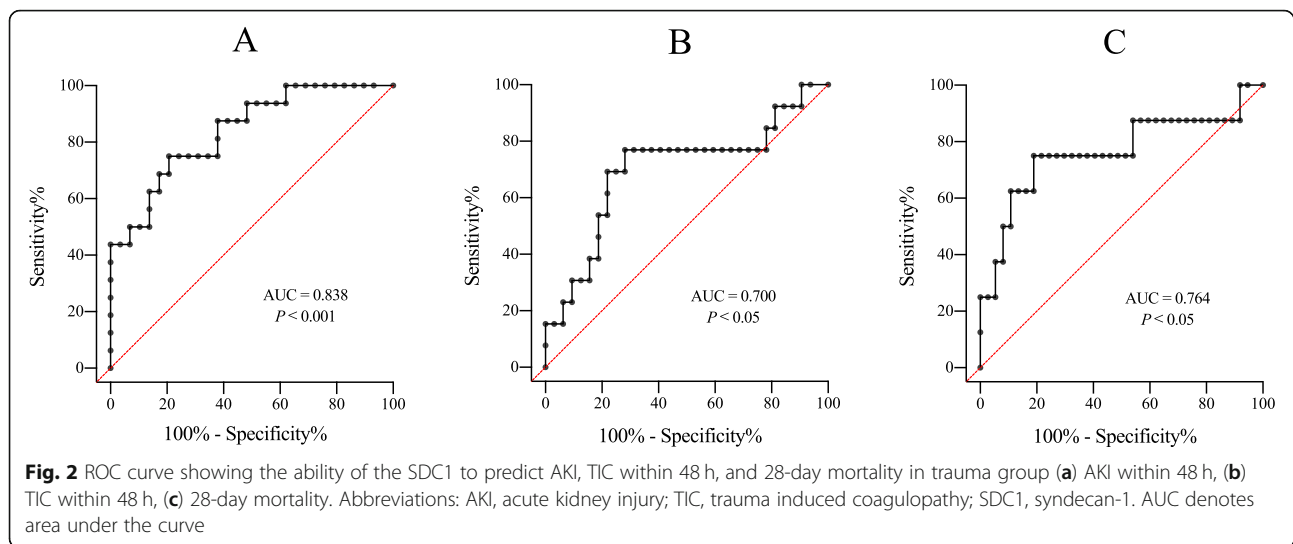 A
B
C
100
80
60
40
20
0
Sensitivity%
AUC = 0.838
P < 0.001
0 20 40 60 80 100
100% - Specificity%
100
80
60
40
20
0
Sensitivity%
AUC = 0.700
P < 0.05
0 20 40 60 80 100
100% - Specificity%
100
80
60
40
20
0
Sensitivity%
AUC = 0.764
P < 0.05
0 20 40 60 80 100
100% - Specificity%
Fig. 2 ROC curve showing the ability of the SDC1 to predict AKI, TIC within 48 h, and 28-day mortality in trauma group (a) AKI within 48 h, (b)
TIC within 48 h, (c) 28-day mortality. Abbreviations: AKI, acute kidney injury; TIC, trauma induced coagulopathy; SDC1, syndecan-1. AUC denotes
area under the curve